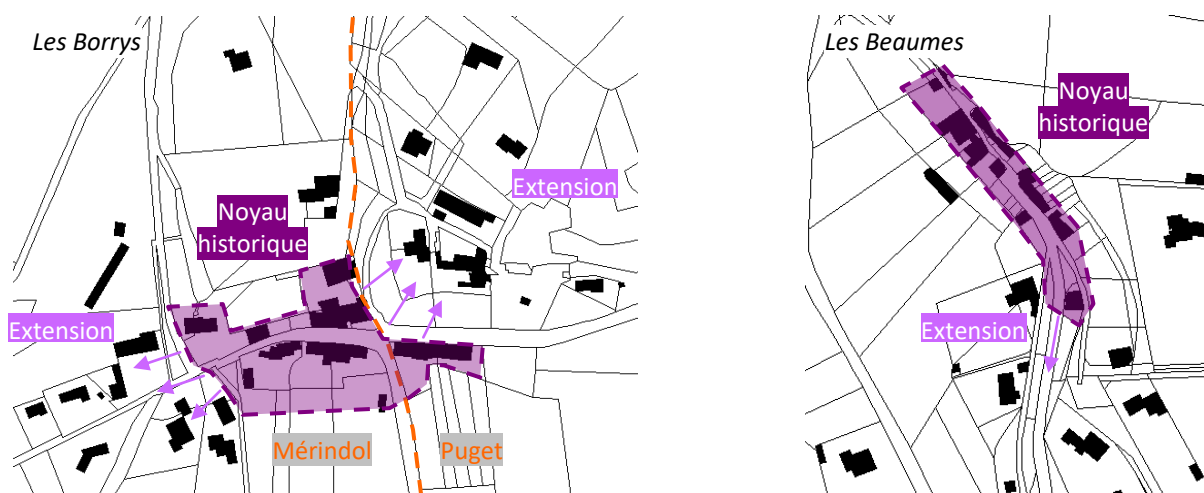 Les Borrys
Extension
Noyau
historique
Extension
Mérindol
Puget
Les Beaumes
Noyau
historique
Extension